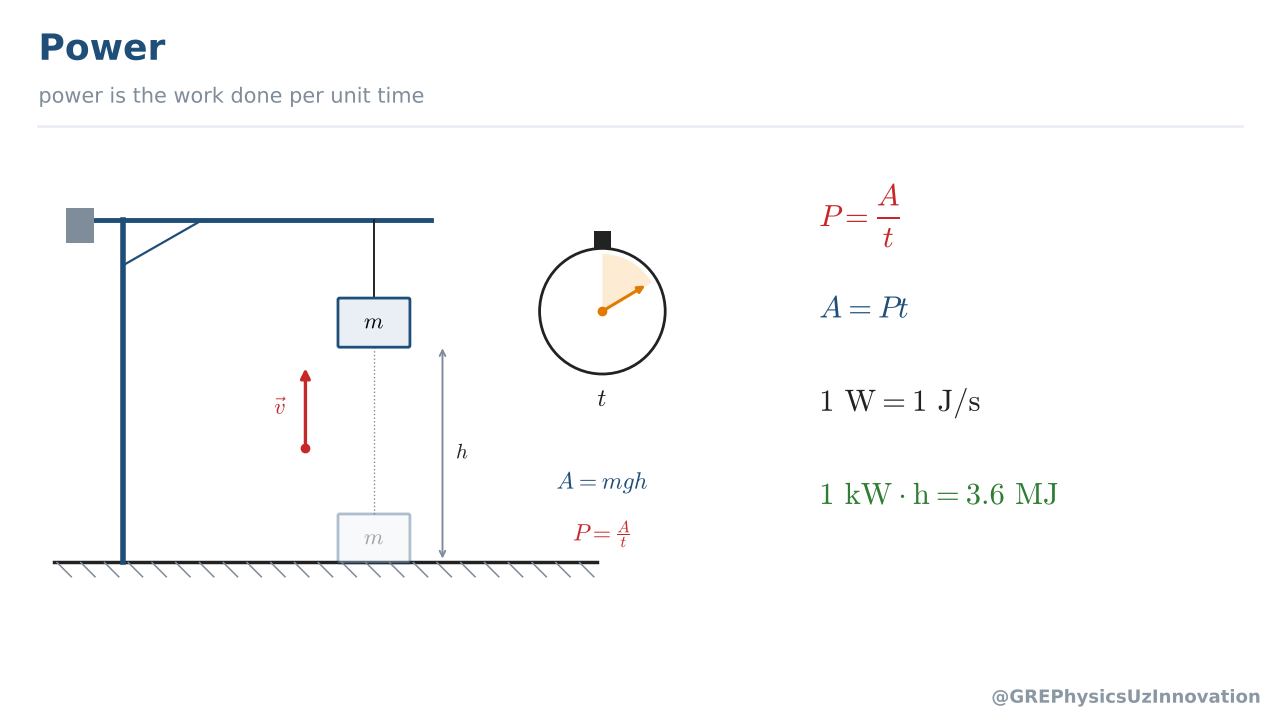 Power
power is the work done per unit time
m
v⃗
h
m
t
A = mgh
P = A/t
P = A/t
A = Pt
1 W = 1 J/s
1 kW · h = 3.6 MJ
@GREPhysicsUzInnovation